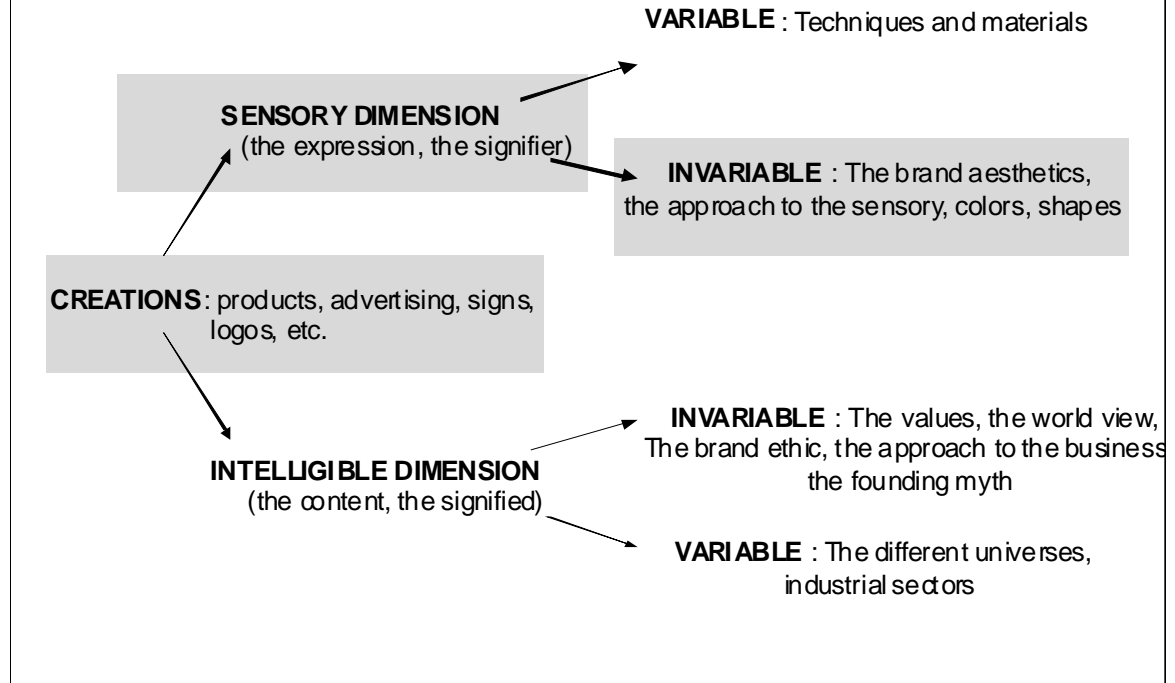 VARIABLE : Techniques and materials
SENSORY DIMENSION
(the expression, the signifier)
INVARIABLE : The brand aesthetics,
the approach to the sensory, colors, shapes
CREATIONS: products, advertising, signs,
logos, etc.
INVARIABLE : The values, the world view,
The brand ethic, the approach to the business
the founding myth
INTELLIGIBLE DIMENSION
(the content, the signified)
VARIABLE : The different universes,
industrial sectors